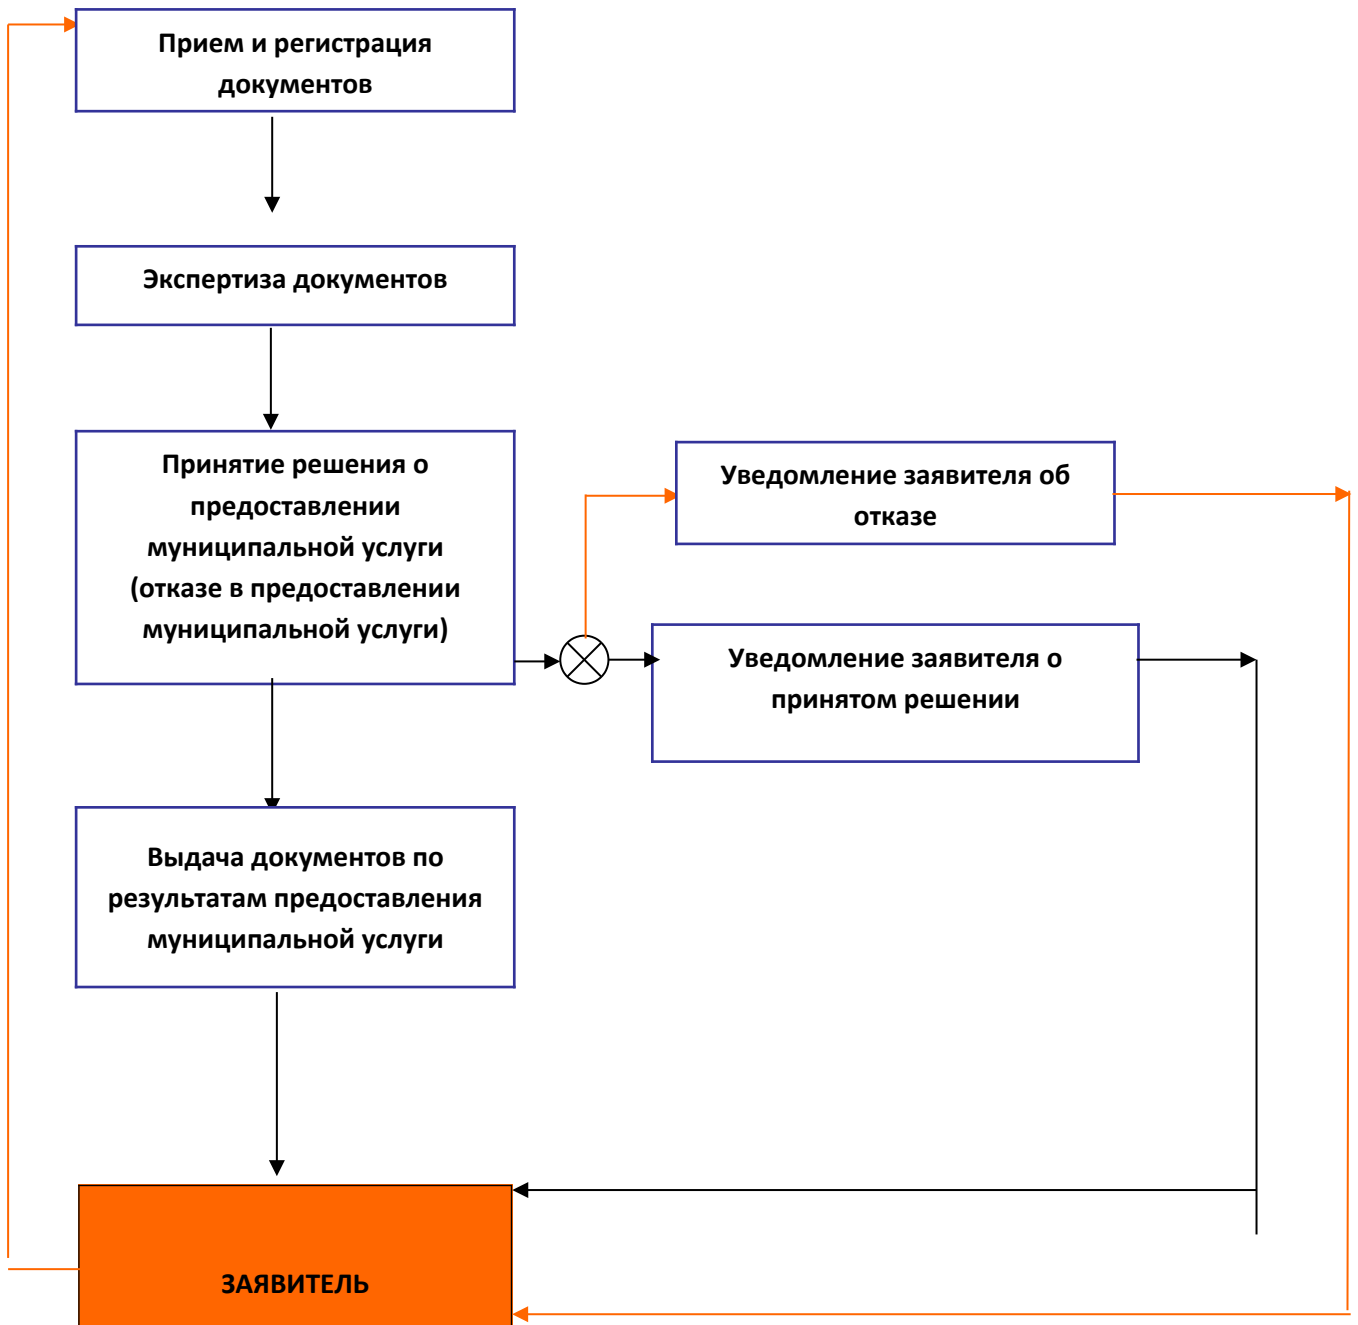 Прием и регистрация
документов
Экспертиза документов
Принятие решения о
предоставлении
муниципальной услуги
(отказе в предоставлении
муниципальной услуги)
Уведомление заявителя об
отказе
Уведомление заявителя о
принятом решении
Выдача документов по
результатам предоставления
муниципальной услуги
ЗАЯВИТЕЛЬ